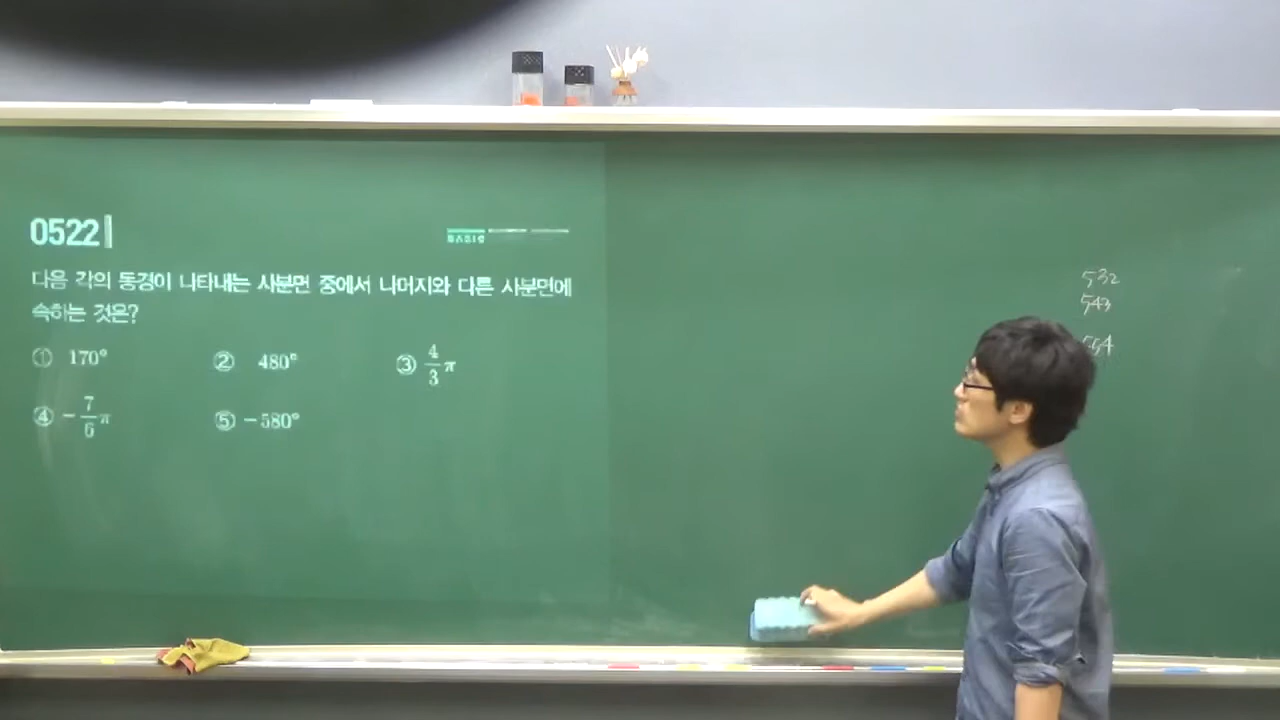 0522
다음 각의 동경이 나타내는 사분면 중에서 나머지와 다른 사분면에
속하는 것은?
① 170° ② 480° ③ 4/3 π
④ -7/6 π ⑤ -580°
532
543
554